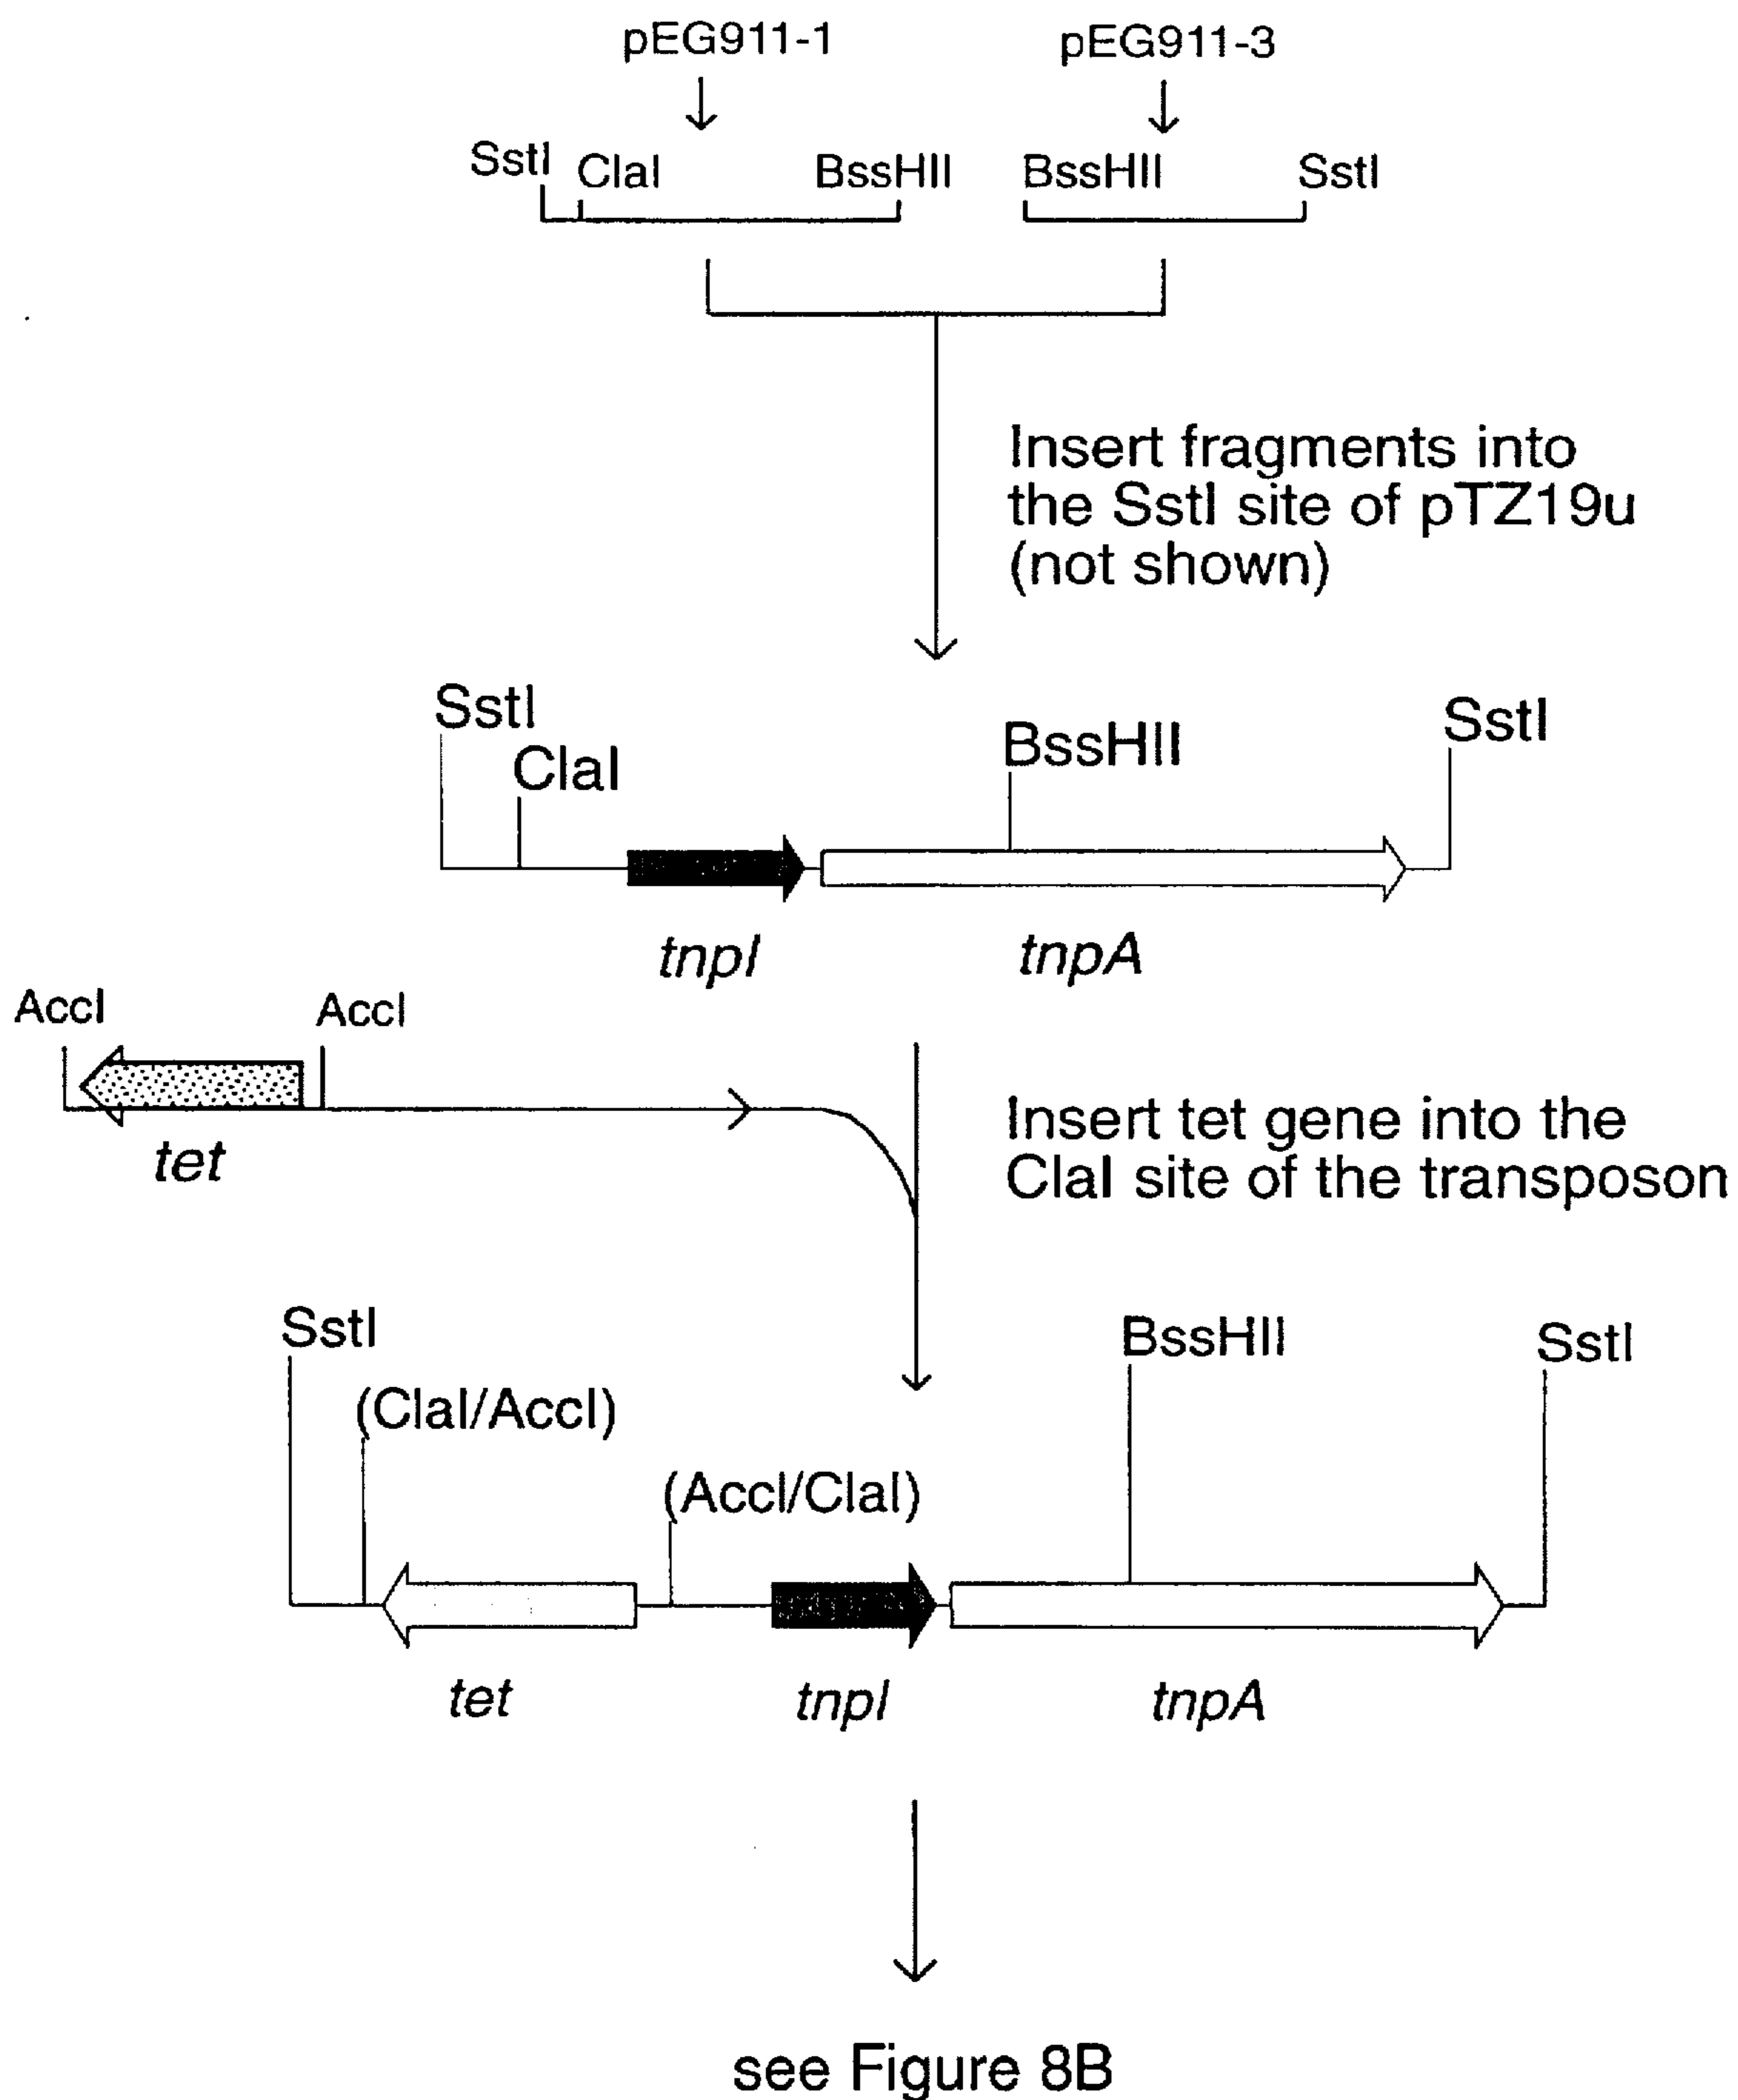 pEG911-1
pEG911-3
SstI
ClaI
BssHII
BssHII
SstI
Insert fragments into
the SstI site of pTZ19u
(not shown)
SstI
ClaI
BssHII
SstI
tnpI
tnpA
AccI
AccI
tet
Insert tet gene into the
ClaI site of the transposon
SstI
(ClaI/AccI)
(AccI/ClaI)
BssHII
SstI
tet
tnpI
tnpA
see Figure 8B